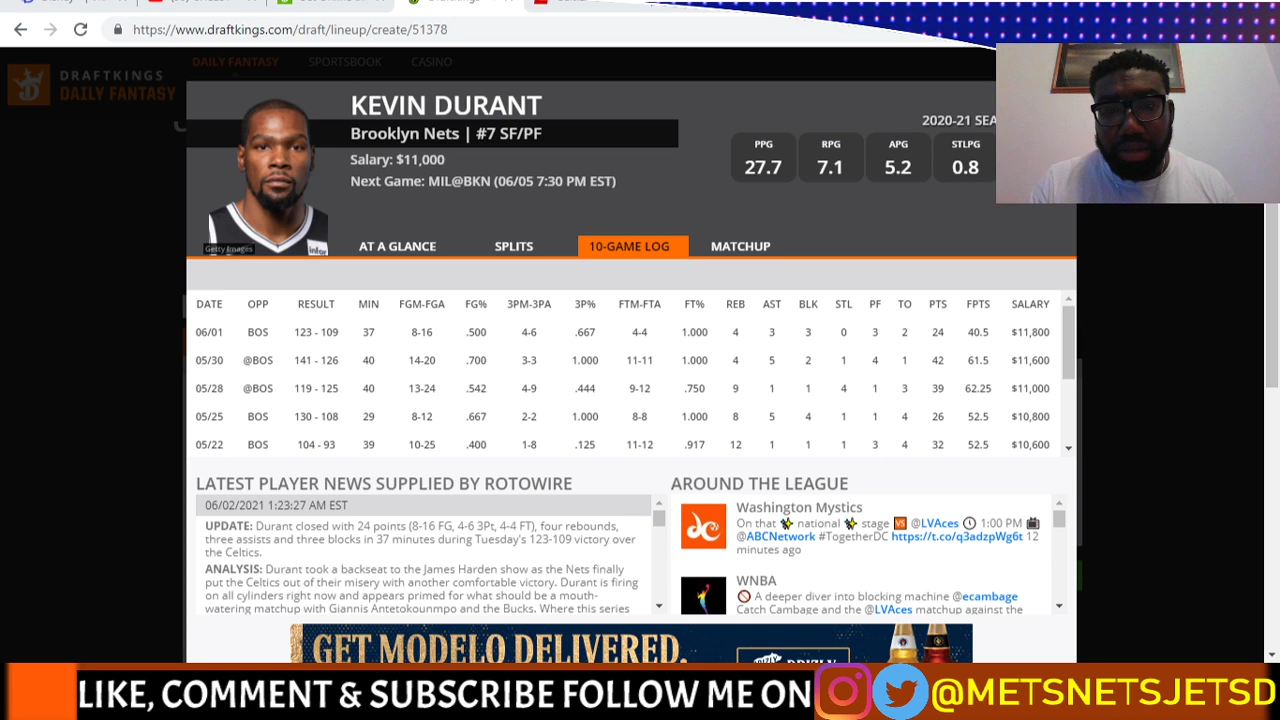 https://www.draftkings.com/draft/lineup/create/51378
DRAFTKINGS
DAILY FANTASY
DAILY FANTASY SPORTSBOOK CASINO
KEVIN DURANT
Brooklyn Nets | #7 SF/PF
Salary: $11,000
Next Game: MIL@BKN (06/05 7:30 PM EST)
2020-21 SEA
PPG RPG APG STLPG
27.7 7.1 5.2 0.8
Getty Images
AT A GLANCE SPLITS 10-GAME LOG MATCHUP
DATE OPP RESULT MIN FGM-FGA FG% 3PM-3PA 3P% FTM-FTA FT% REB AST BLK STL PF TO PTS FPTS SALARY
06/01 BOS 123 - 109 37 8-16 .500 4-6 .667 4-4 1.000 4 3 3 0 3 2 24 40.5 $11,800
05/30 @BOS 141 - 126 40 14-20 .700 3-3 1.000 11-11 1.000 4 5 2 1 4 1 42 61.5 $11,600
05/28 @BOS 119 - 125 40 13-24 .542 4-9 .444 9-12 .750 9 1 1 4 1 3 39 62.25 $11,000
05/25 BOS 130 - 108 29 8-12 .667 2-2 1.000 8-8 1.000 8 5 4 1 1 4 26 52.5 $10,800
05/22 BOS 104 - 93 39 10-25 .400 1-8 .125 11-12 .917 12 1 1 1 3 4 32 52.5 $10,600
LATEST PLAYER NEWS SUPPLIED BY ROTOWIRE
06/02/2021 1:23:27 AM EST
UPDATE: Durant closed with 24 points (8-16 FG, 4-6 3Pt, 4-4 FT), four rebounds,
three assists and three blocks in 37 minutes during Tuesday's 123-109 victory over
the Celtics.
ANALYSIS: Durant took a backseat to the James Harden show as the Nets finally
put the Celtics out of their misery with another comfortable victory. Durant is firing
on all cylinders right now and appears primed for what should be a mouth-
watering matchup with Giannis Antetokounmpo and the Bucks. Where this series
AROUND THE LEAGUE
Washington Mystics
On that national stage VS @LVAces 1:00 PM
@ABCNetwork #TogetherDC https://t.co/q3adzpWg6t 12
minutes ago
WNBA
A deeper diver into blocking machine @ecambage
Catch Cambage and the @LVAces matchup against the
GET MODELO DELIVERED.
LIKE, COMMENT & SUBSCRIBE FOLLOW ME ON @METSNETSJETSD